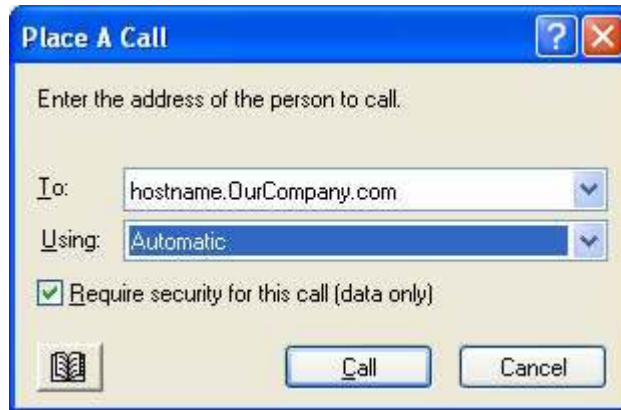 Place A Call
Enter the address of the person to call.
To: hostname.OurCompany.com
Using: Automatic
Require security for this call (data only)
Call Cancel